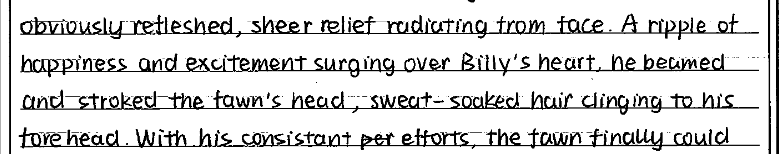 obviously refleshed, sheer relief radiating from face. A ripple of
happiness and excitement surging over Billy's heart, he beamed
and stroked the fawn's head, sweat-soaked hair clinging to his
forehead. With his consistant per efforts, the fawn finally could